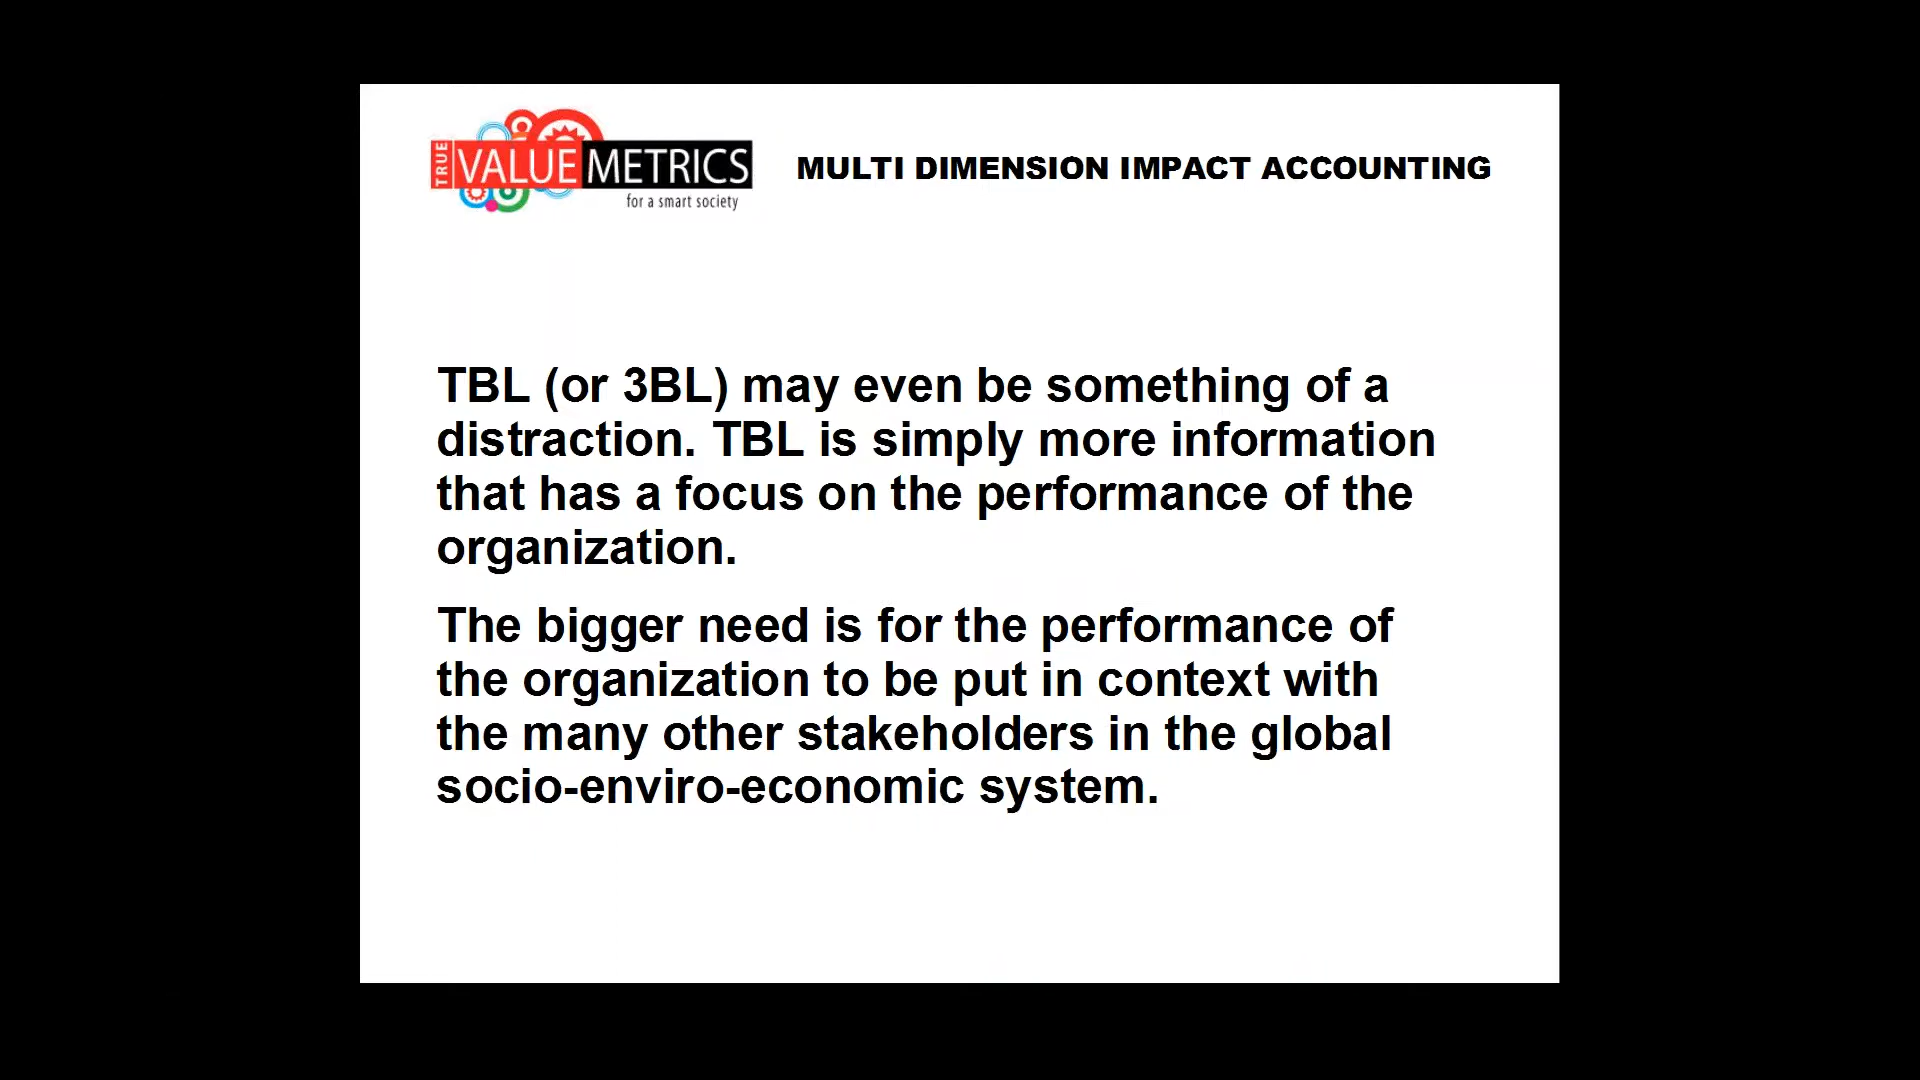 TRUE VALUE METRICS
for a smart society
MULTI DIMENSION IMPACT ACCOUNTING
TBL (or 3BL) may even be something of a
distraction. TBL is simply more information
that has a focus on the performance of the
organization.
The bigger need is for the performance of
the organization to be put in context with
the many other stakeholders in the global
socio-enviro-economic system.